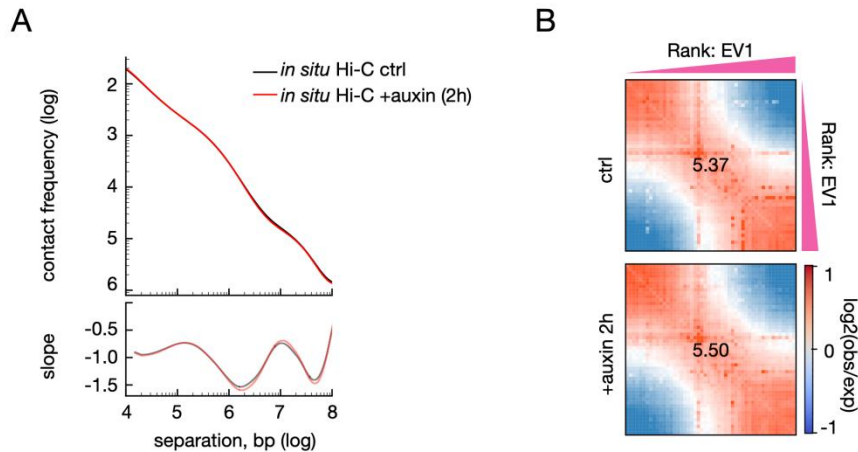 A
B
in situ Hi-C ctrl
in situ Hi-C +auxin (2h)
contact frequency (log)
2
3
4
5
6
slope
-0.5
-1.0
-1.5
4 5 6 7 8
separation, bp (log)
Rank: EV1
Rank: EV1
ctrl
5.37
+auxin 2h
5.50
1
0
-1
log2(obs/exp)